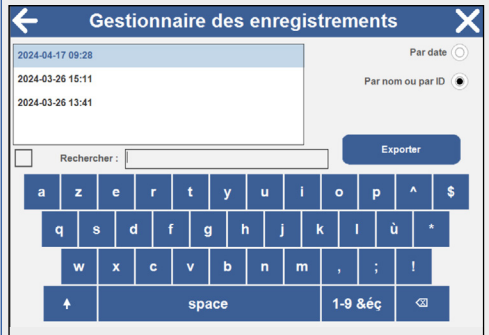 Gestionnaire des enregistrements
2024-04-17 09:28
2024-03-26 15:11
2024-03-26 13:41
Par date
Par nom ou par ID
Rechercher :
Exporter
a z e r t y u i o p ^ $
q s d f g h j k l ù *
w x c v b n m , ; !
space 1-9 &éç